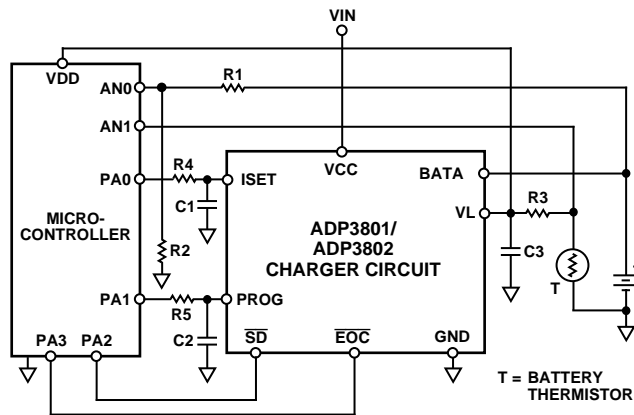 VIN
VDD
AN0
R1
AN1
PA0
R4
ISET
VCC
BATA
C1
VL
R3
MICRO-
CONTROLLER
ADP3801/
ADP3802
CHARGER CIRCUIT
R2
C3
T
PA1
R5
PROG
C2
SD
EOC
GND
PA3
PA2
T = BATTERY
THERMISTOR